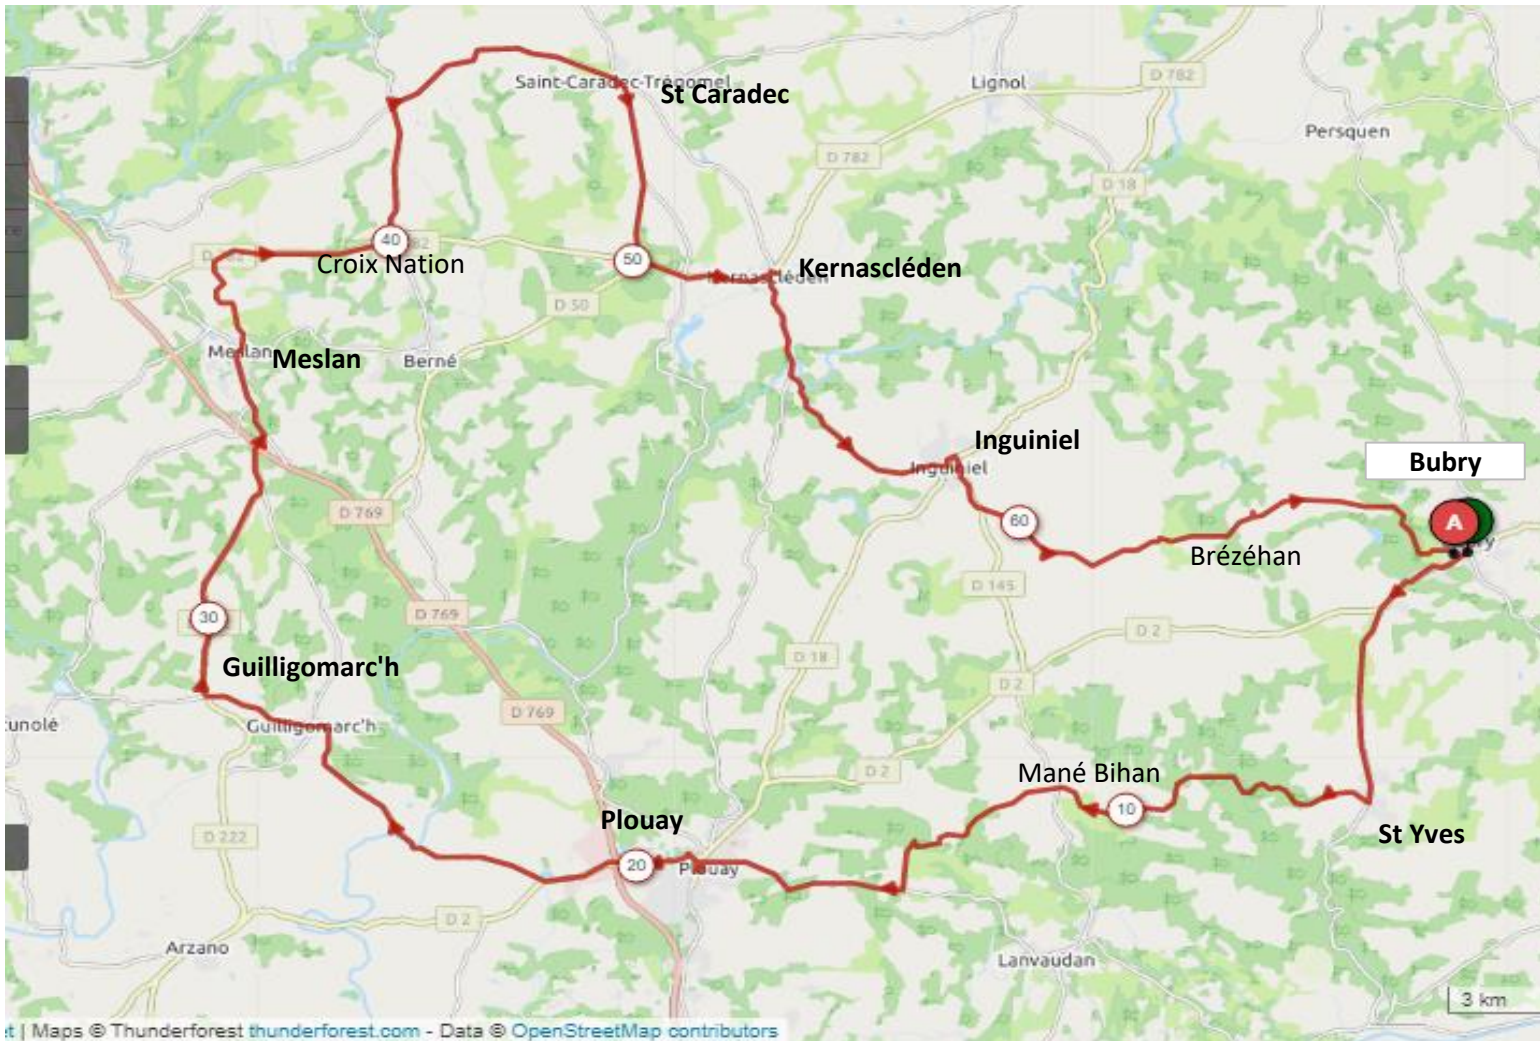 Saint-Caradec-Trégomel
St Caradec
Lignol
D 782
Persquen
D 782
D 18
40
Croix Nation
50
Kernascléden
Kernascléden
D 50
Meslan
Meslan
Berné
Inguiniel
Inguiniel
Bubry
A
D 769
60
Brézéhan
D 145
30
D 769
D 2
D 18
Guilligomarc'h
D 2
D 769
Guilligomarc'h
Mané Bihan
D 2
10
Plouay
St Yves
D 222
20
Plouay
D 2
Arzano
Lanvaudan
3 km
| Maps © Thunderforest thunderforest.com - Data © OpenStreetMap contributors